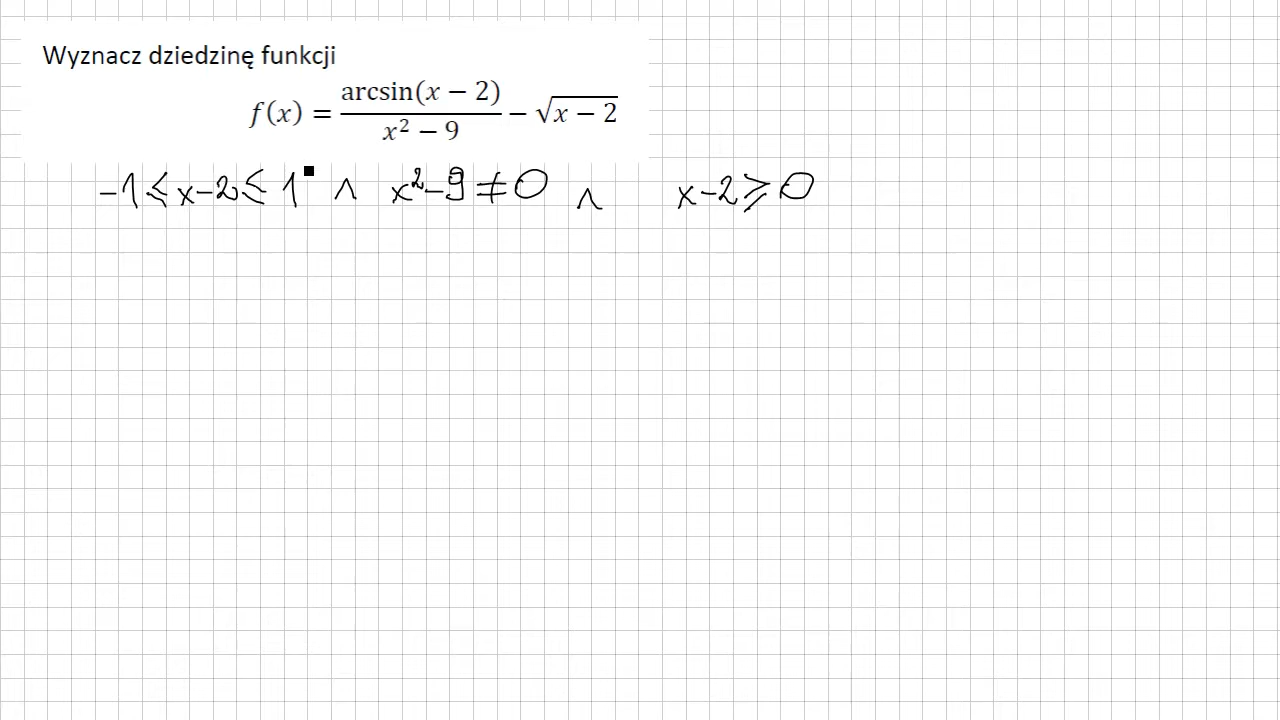 Wyznacz dziedzinę funkcji
f(x) = arcsin(x − 2) / (x² − 9) − √(x − 2)
−1 ≤ x−2 ≤ 1 ∧ x²−9 ≠ 0 ∧ x−2 ≥ 0